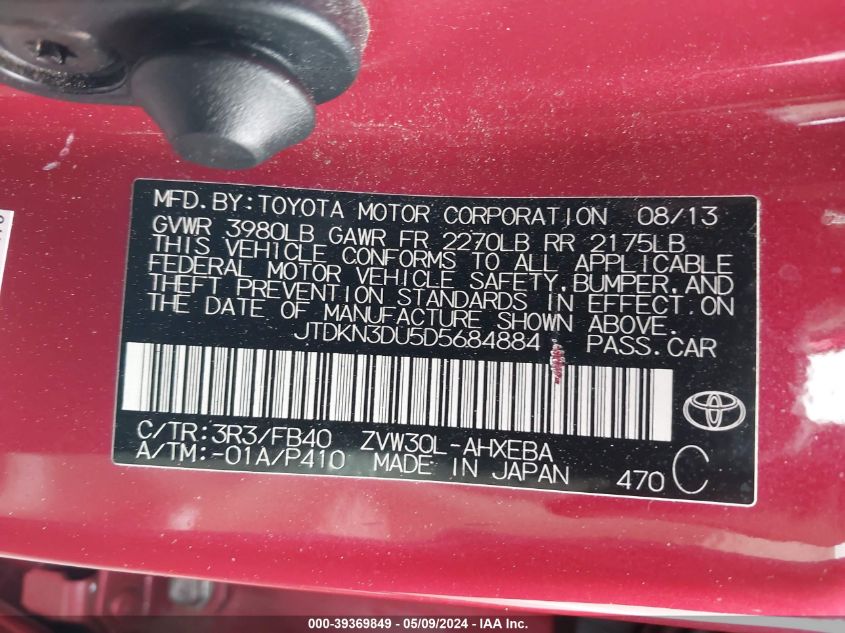 MFD. BY: TOYOTA MOTOR CORPORATION 08/13
GVWR 3980LB GAWR FR 2270LB RR 2175LB
THIS VEHICLE CONFORMS TO ALL APPLICABLE
FEDERAL MOTOR VEHICLE SAFETY, BUMPER, AND
THEFT PREVENTION STANDARDS IN EFFECT ON
THE DATE OF MANUFACTURE SHOWN ABOVE.
JTDKN3DU5D5684884 PASS. CAR
C/TR: 3R3/FB40 ZVW30L-AHXEBA
A/TM: -01A/P410 MADE IN JAPAN
470 C
000-39369849 - 05/09/2024 - IAA, Inc.